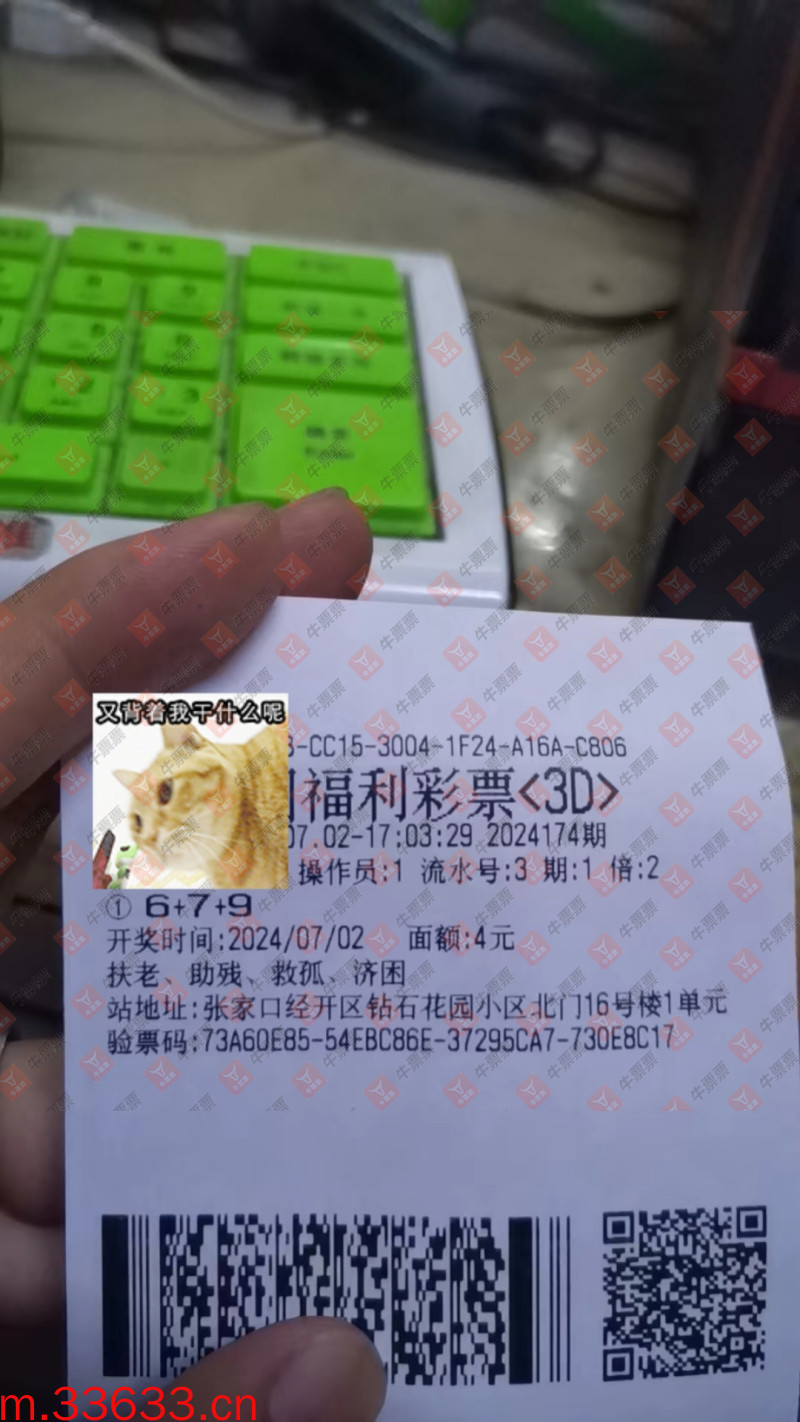 又背着我干什么呢
-CC15-3004-1F24-A16A-C806
福利彩票<3D>
07.02-17:03:29 2024174期
操作员:1 流水号:3 期:1 倍:2
① 6+7+9
开奖时间:2024/07/02 面额:4元
扶老、助残、救孤、济困
站地址:张家口经开区钻石花园小区北门16号楼1单元
验票码:73A60E85-54EBC86E-37295CA7-730E8C17
牛票票
m.33633.cn